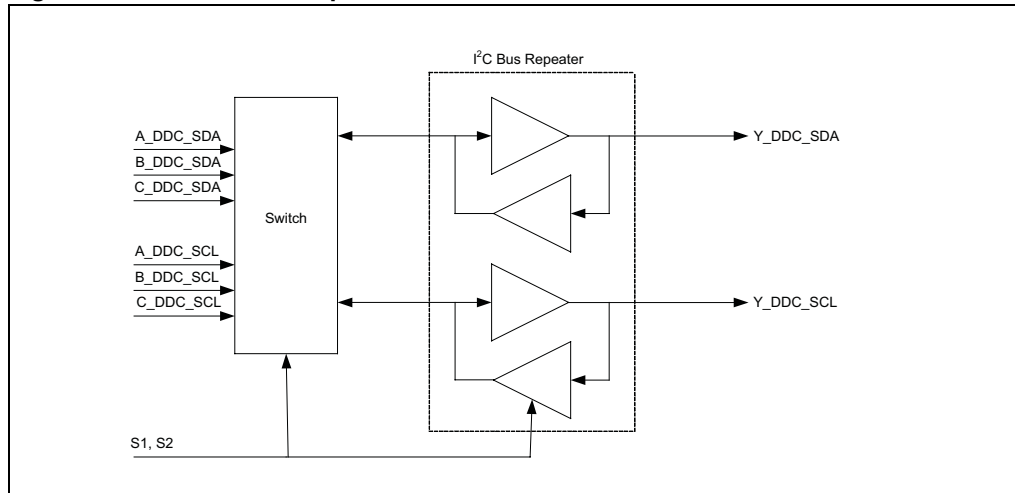 I²C Bus Repeater
A_DDC_SDA
B_DDC_SDA
C_DDC_SDA
Switch
A_DDC_SCL
B_DDC_SCL
C_DDC_SCL
Y_DDC_SDA
Y_DDC_SCL
S1, S2